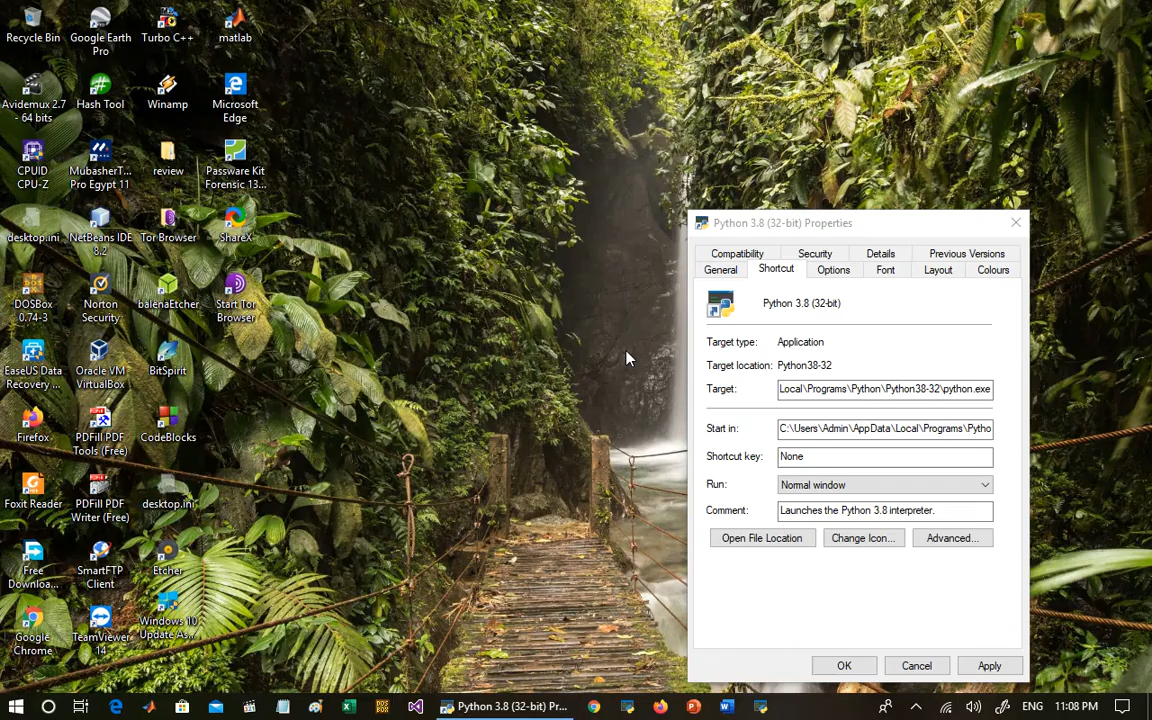 Recycle Bin
Google Earth
Pro
Turbo C++
matlab
Avidemux 2.7
- 64 bits
Hash Tool
Winamp
Microsoft
Edge
CPUID
CPU-Z
MubasherT...
Pro Egypt 11
review
Passware Kit
Forensic 13...
desktop.ini
NetBeans IDE
8.2
Tor Browser
ShareX
DOSBox
0.74-3
Norton
Security
balenaEtcher
Start Tor
Browser
EaseUS Data
Recovery ...
Oracle VM
VirtualBox
BitSpirit
Firefox
PDFill PDF
Tools (Free)
CodeBlocks
Foxit Reader
PDFill PDF
Writer (Free)
desktop.ini
Free
Downloa...
SmartFTP
Client
Etcher
Google
Chrome
TeamViewer
14
Windows 10
Update As...
Python 3.8 (32-bit) Properties
Compatibility
Security
Details
Previous Versions
General
Shortcut
Options
Font
Layout
Colours
Python 3.8 (32-bit)
Target type: Application
Target location: Python38-32
Target: Local\Programs\Python\Python38-32\python.exe
Start in: C:\Users\Admin\AppData\Local\Programs\Pytho
Shortcut key: None
Run: Normal window
Comment: Launches the Python 3.8 interpreter.
Open File Location
Change Icon...
Advanced...
OK
Cancel
Apply
Python 3.8 (32-bit) Pr...
ENG
11:08 PM